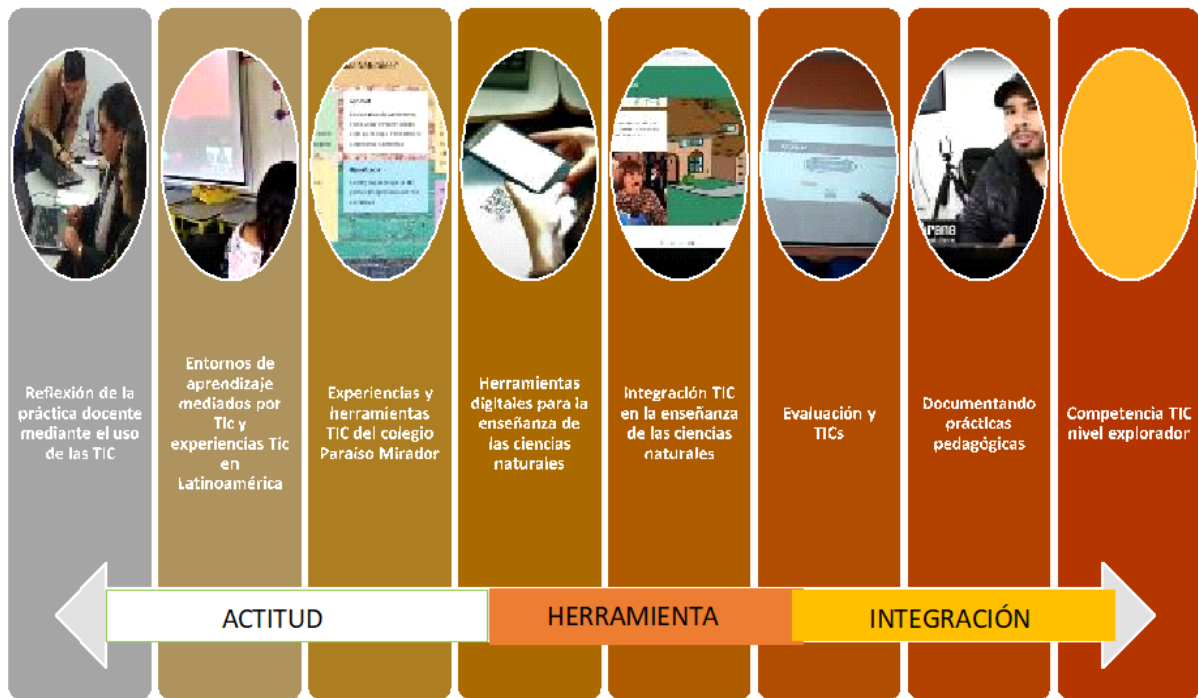 Reflexión de la
práctica docente
mediante el uso
de las TIC
Entornos de
aprendizaje
mediados por
Tic y
experiencias Tic
en
Latinoamérica
Experiencias y
herramientas
TIC del colegio
Paraíso Mirador
Herramientas
digitales para la
enseñanza de
las ciencias
naturales
Integración TIC
en la enseñanza
de las ciencias
naturales
Evaluación y
TICs
Documentando
prácticas
pedagógicas
Competencia TIC
nivel explorador
ACTITUD
HERRAMIENTA
INTEGRACIÓN